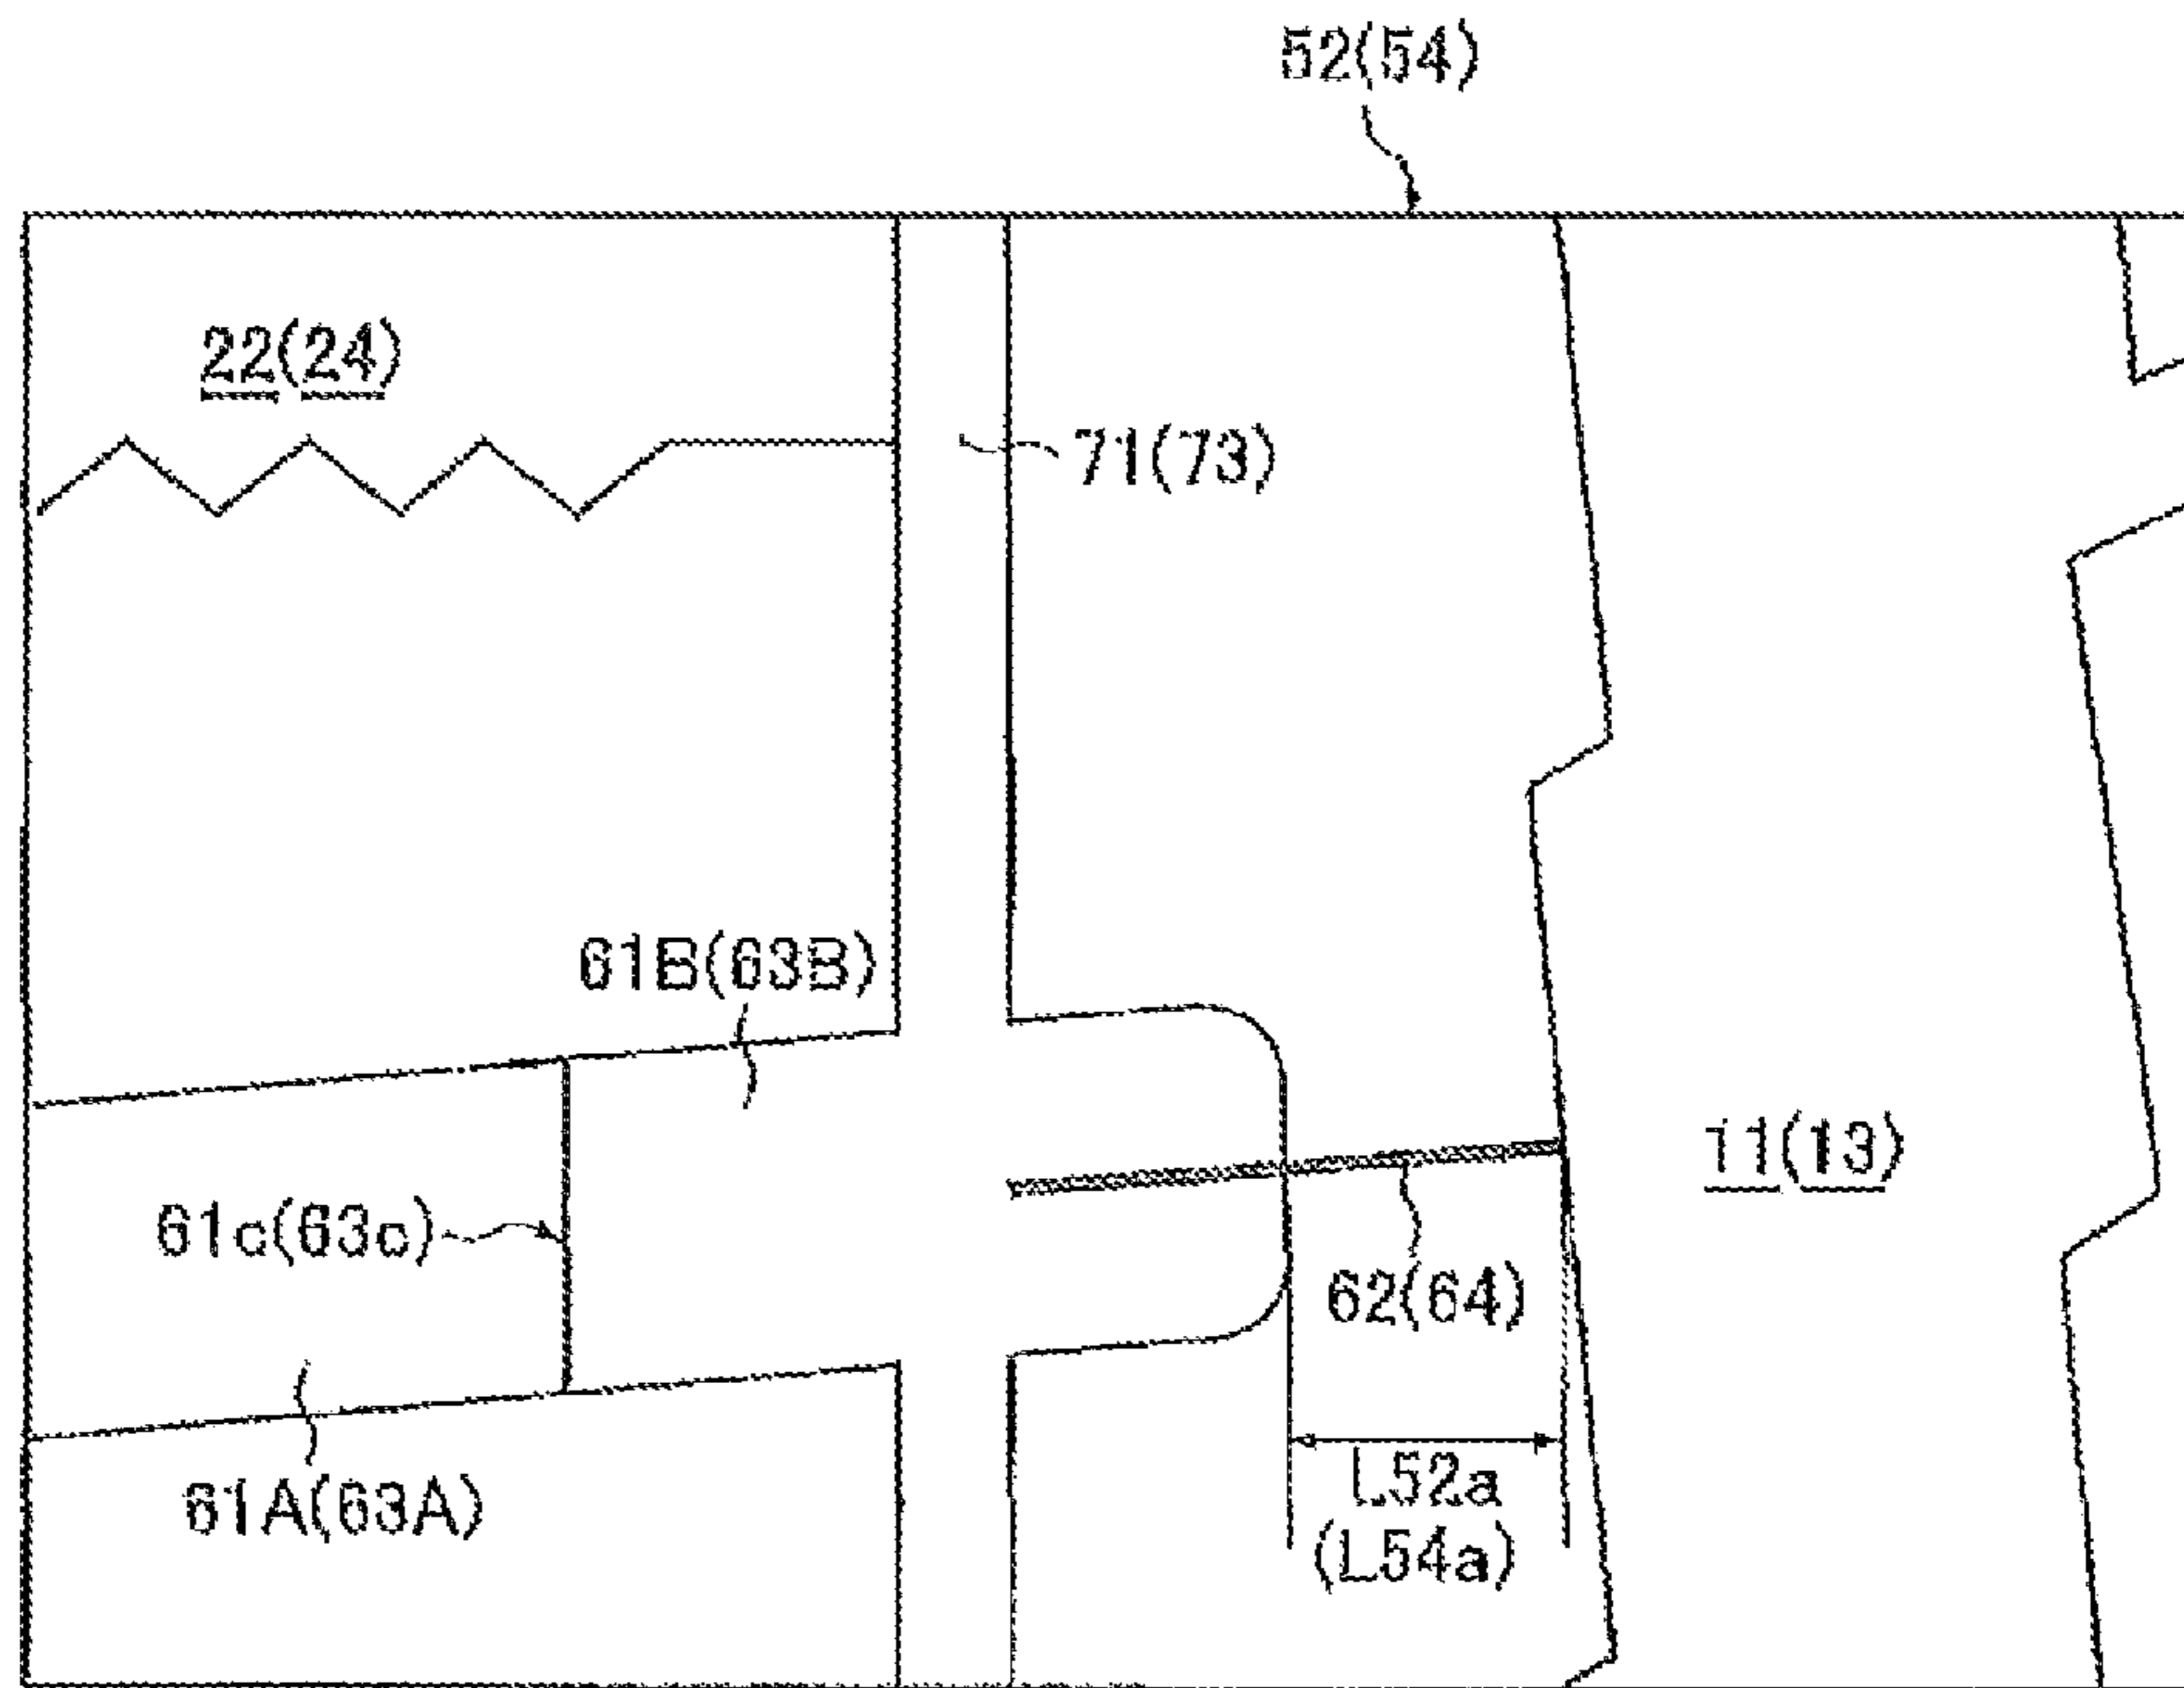 52(54)
22(24)
71(73)
61B(63B)
11(13)
61c(63c)
62(64)
L52a
(L54a)
61A(63A)